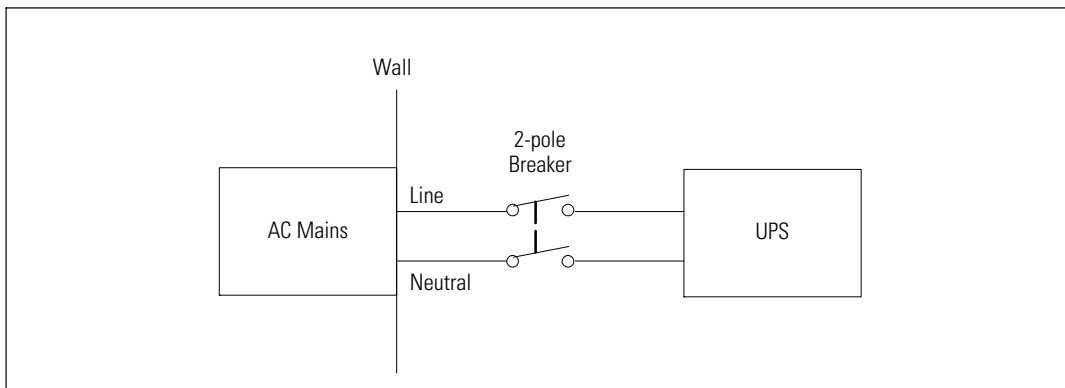 Wall
2-pole
Breaker
Line
AC Mains
UPS
Neutral